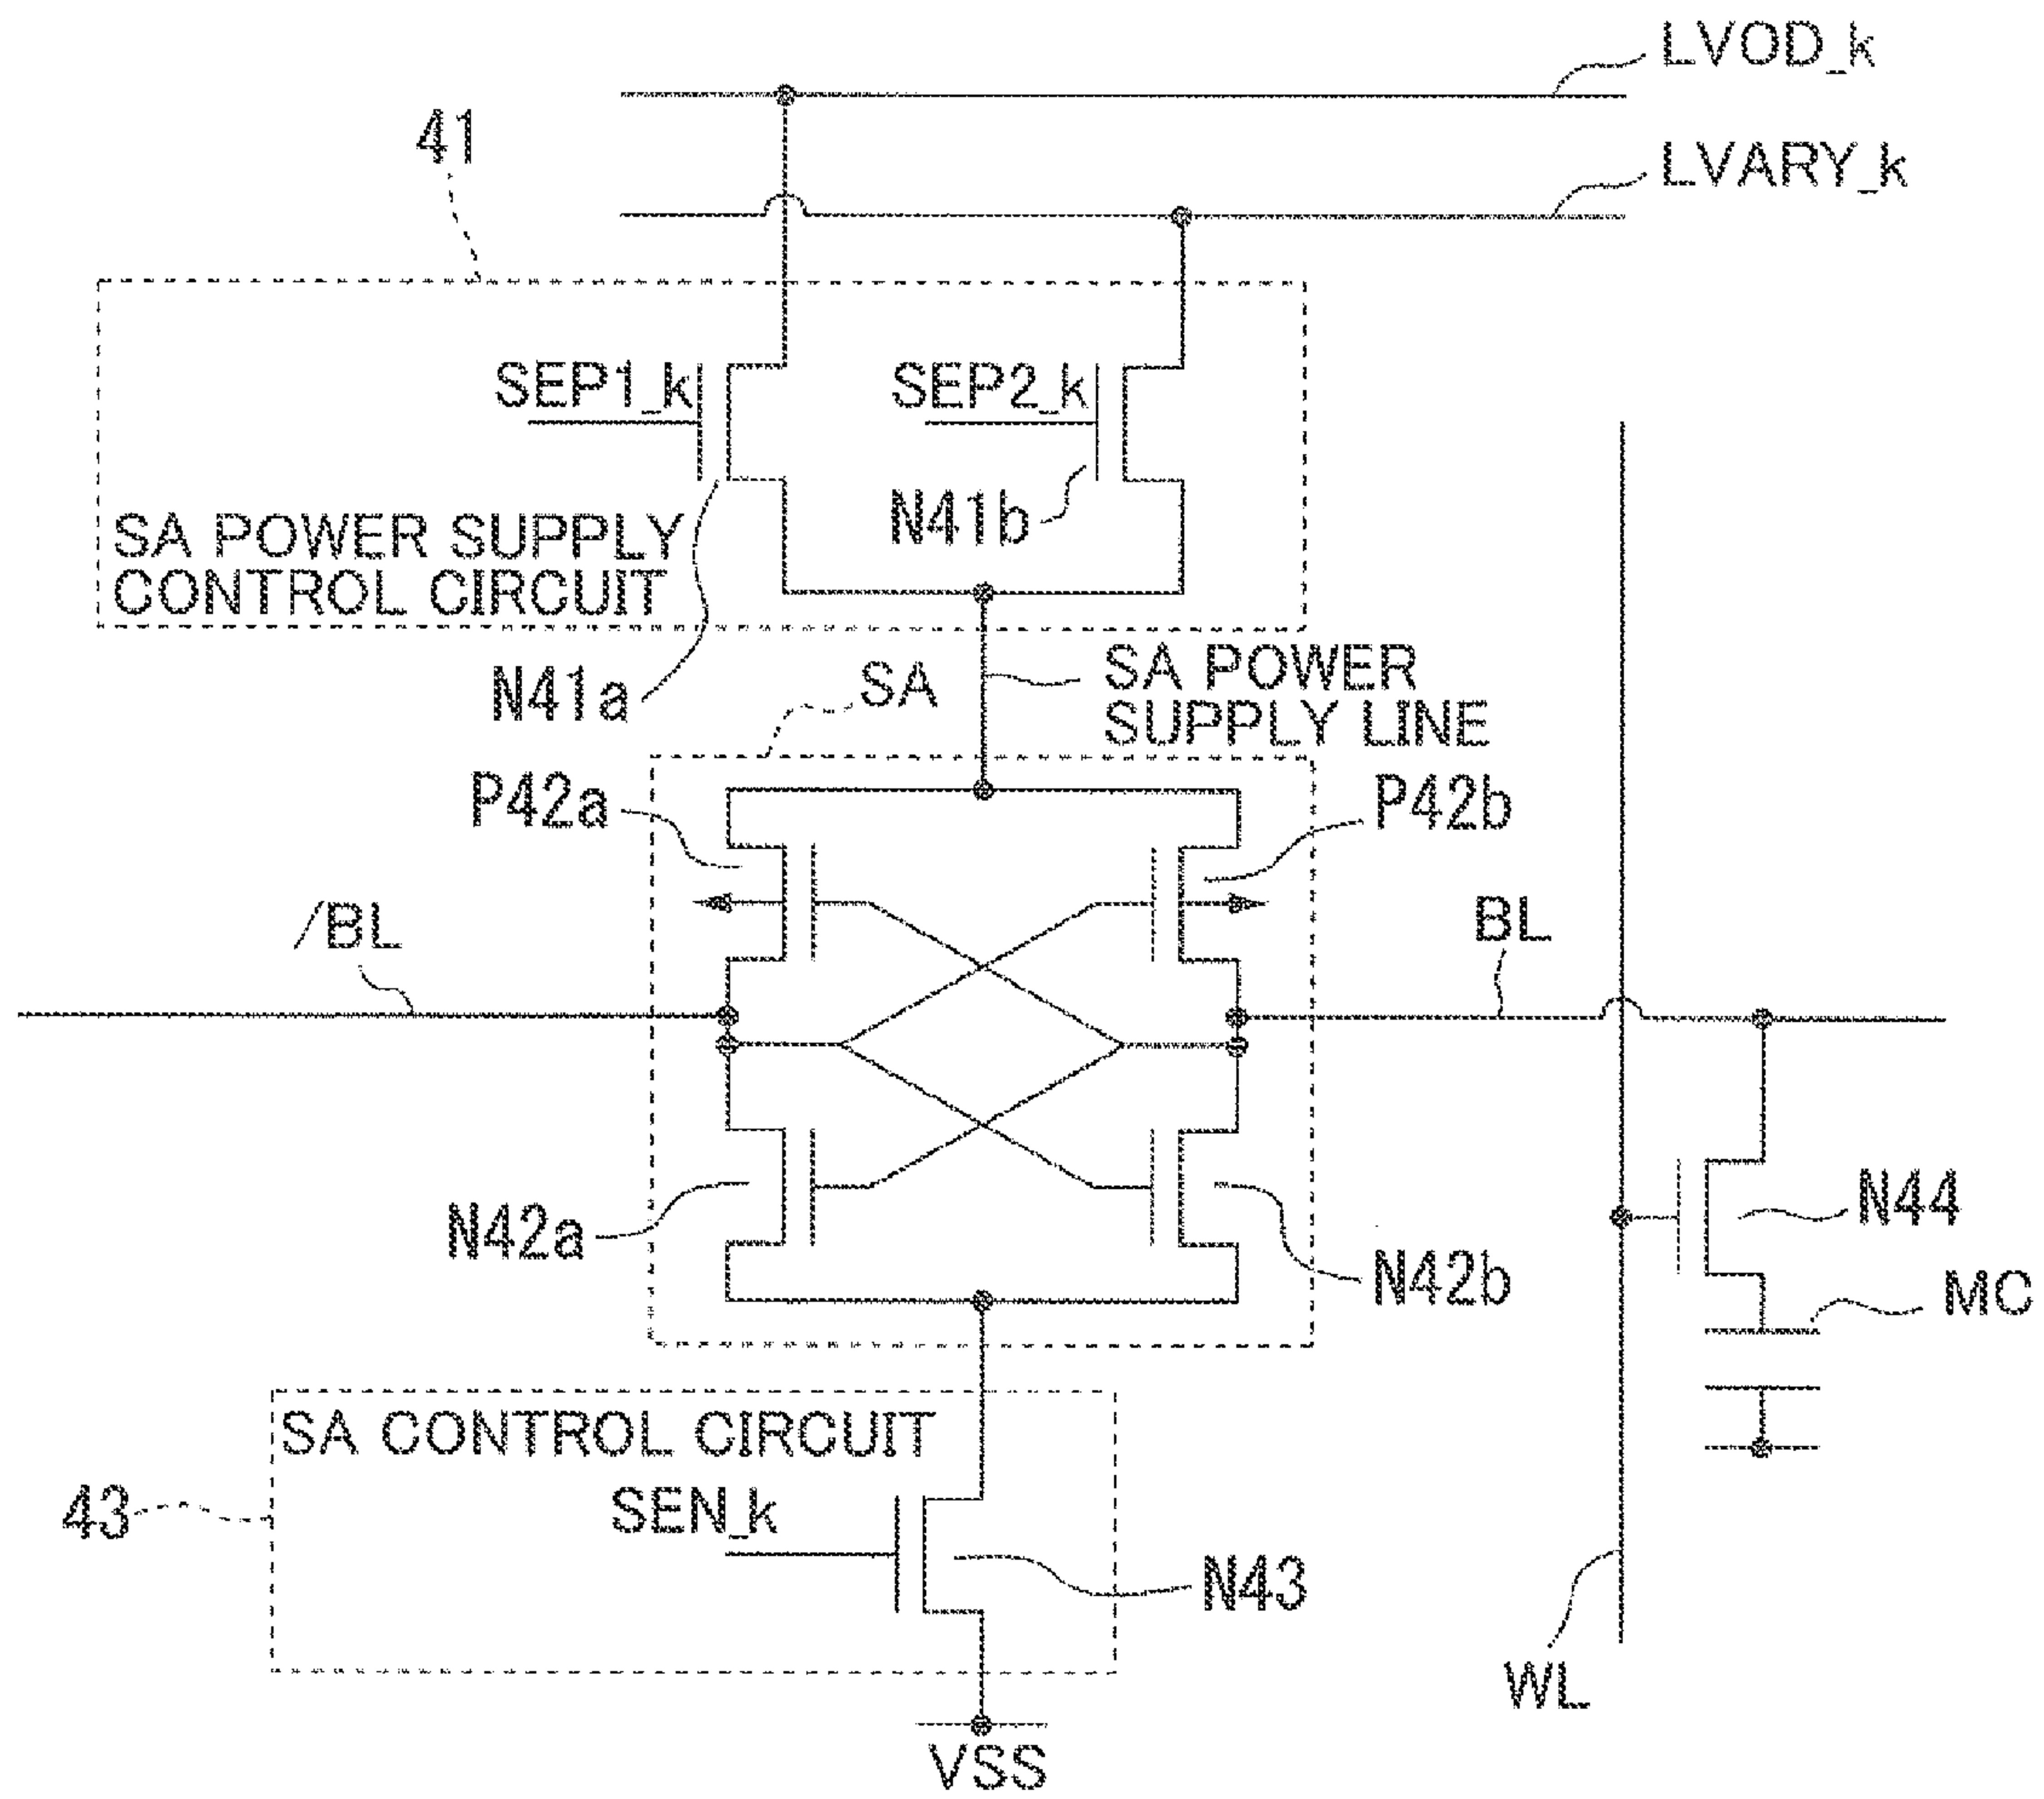 LVOD_k
41
LVARY_k
SEP1_k
SEP2_k
N41b
SA POWER SUPPLY
CONTROL CIRCUIT
N41a
SA
SA POWER
SUPPLY LINE
P42a
P42b
/BL
BL
N42a
N42b
N44
MC
SA CONTROL CIRCUIT
43
SEN_k
N43
WL
VSS